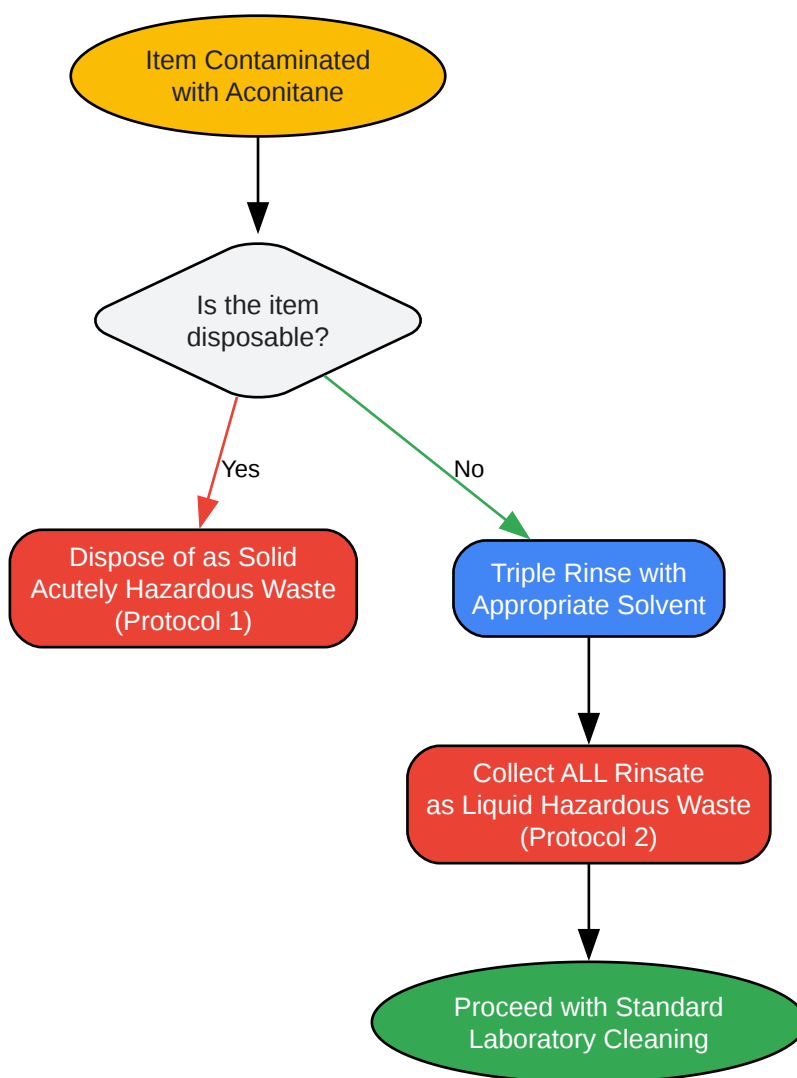 Item Contaminated
with Aconitane
Is the item
disposable?
Yes
No
Dispose of as Solid
Acutely Hazardous Waste
(Protocol 1)
Triple Rinse with
Appropriate Solvent
Collect ALL Rinsate
as Liquid Hazardous Waste
(Protocol 2)
Proceed with Standard
Laboratory Cleaning